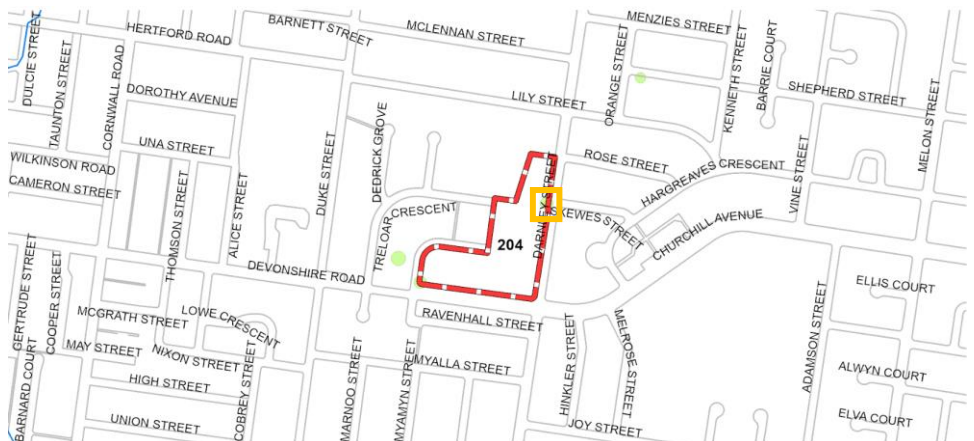 BARNETT STREET
MCLENNAN STREET
MENZIES STREET
HERTFORD ROAD
DULCIE STREET
TAUNTON STREET
CORNWALL ROAD
DOROTHY AVENUE
LILY STREET
ORANGE STREET
KENNETH STREET
BARRIE COURT
SHEPHERD STREET
MELON STREET
UNA STREET
WILKINSON ROAD
CAMERON STREET
THOMSON STREET
ALICE STREET
DUKE STREET
DEDRICK GROVE
ROSE STREET
HARGREAVES CRESCENT
VINE STREET
TRELOAR CRESCENT
DARNLEY STREET
SKEWES STREET
CHURCHILL AVENUE
204
DEVONSHIRE ROAD
GERTRUDE STREET
COOPER STREET
MCGRATH STREET
LOWE CRESCENT
RAVENHALL STREET
ELLIS COURT
MAY STREET
NIXON STREET
MYALLA STREET
HINKLER STREET
MELROSE STREET
ADAMSON STREET
ALWYN COURT
BARNARD COURT
HIGH STREET
COBREY STREET
MARNOO STREET
MYAMYN STREET
UNION STREET
JOY STREET
ELVA COURT